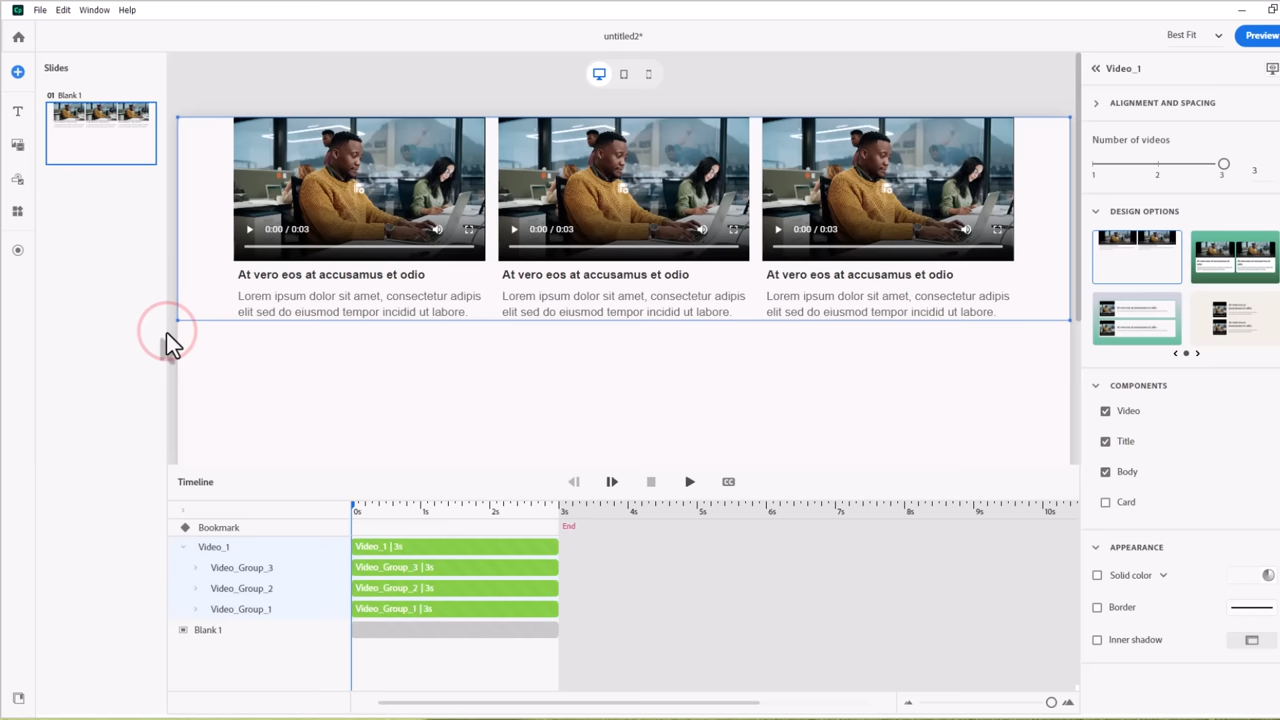 Cp File Edit Window Help
untitled2*
Best Fit
Preview
Slides
01 Blank 1
T
0:00 / 0:03
0:00 / 0:03
0:00 / 0:03
At vero eos at accusamus et odio
At vero eos at accusamus et odio
At vero eos at accusamus et odio
Lorem ipsum dolor sit amet, consectetur adipis
elit sed do eiusmod tempor incidid ut labore.
Lorem ipsum dolor sit amet, consectetur adipis
elit sed do eiusmod tempor incidid ut labore.
Lorem ipsum dolor sit amet, consectetur adipis
elit sed do eiusmod tempor incidid ut labore.
Video_1
ALIGNMENT AND SPACING
Number of videos
3
1 2 3
DESIGN OPTIONS
COMPONENTS
Video
Title
Body
Card
APPEARANCE
Solid color
Border
Inner shadow
Timeline
CC
0s 1s 2s 3s 4s 5s 6s 7s 8s 9s 10s
Bookmark
End
Video_1
Video_1 | 3s
Video_Group_3
Video_Group_3 | 3s
Video_Group_2
Video_Group_2 | 3s
Video_Group_1
Video_Group_1 | 3s
Blank 1